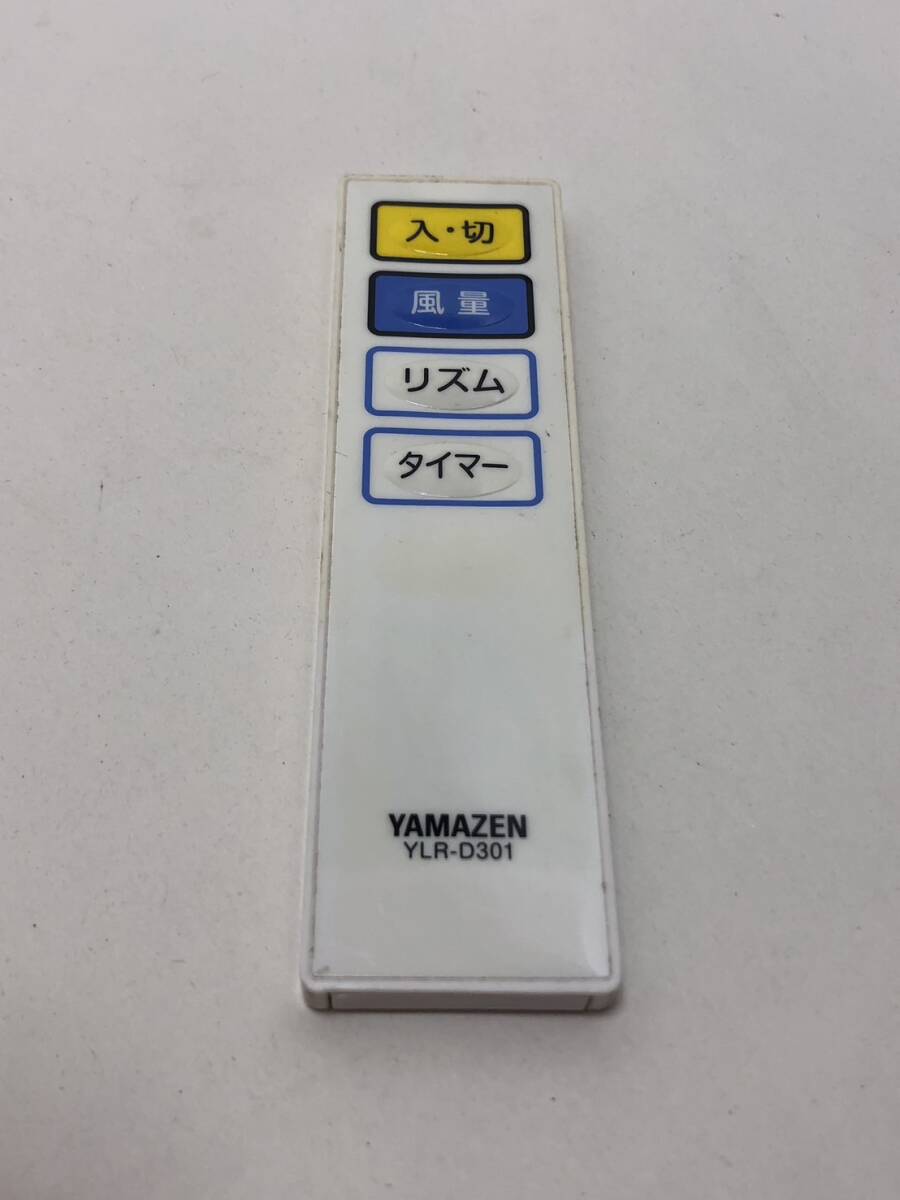 入・切
風量
リズム
タイマー
YAMAZEN
YLR-D301